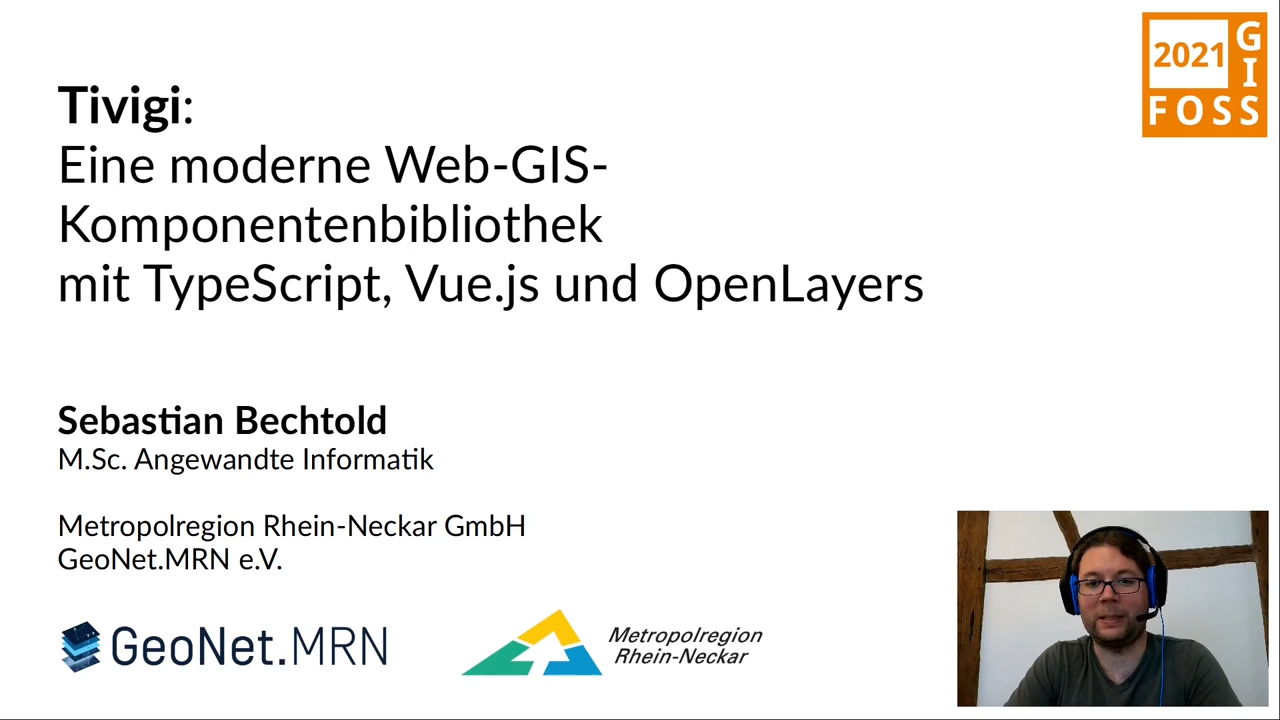 Tivigi:
Eine moderne Web-GIS-
Komponentenbibliothek
mit TypeScript, Vue.js und OpenLayers
Sebastian Bechtold
M.Sc. Angewandte Informatik
Metropolregion Rhein-Neckar GmbH
GeoNet.MRN e.V.
GeoNet.MRN
Metropolregion
Rhein-Neckar
2021
GIS
FOSS